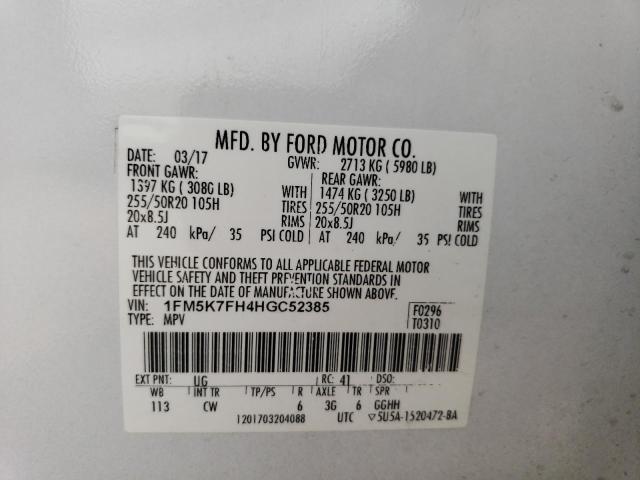 MFD. BY FORD MOTOR CO.
DATE: 03/17 GVWR: 2713 KG ( 5980 LB)
FRONT GAWR: REAR GAWR:
1397 KG ( 3080 LB) WITH 1474 KG ( 3250 LB) WITH
255/50R20 105H TIRES 255/50R20 105H TIRES
20x8.5J RIMS 20x8.5J RIMS
AT 240 kPa/ 35 PSI COLD AT 240 kPa/ 35 PSI COLD
THIS VEHICLE CONFORMS TO ALL APPLICABLE FEDERAL MOTOR
VEHICLE SAFETY AND THEFT PREVENTION STANDARDS IN
EFFECT ON THE DATE OF MANUFACTURE SHOWN ABOVE.
VIN: 1FM5K7FH4HGC52385 F0296
TYPE: MPV T0310
EXT PNT: UG RC: 41 DSO:
WB INT TR TP/PS R AXLE TR SPR
113 CW 6 3G 6 GGHH
1201703204088 UTC ▽5U5A-1520472-BA